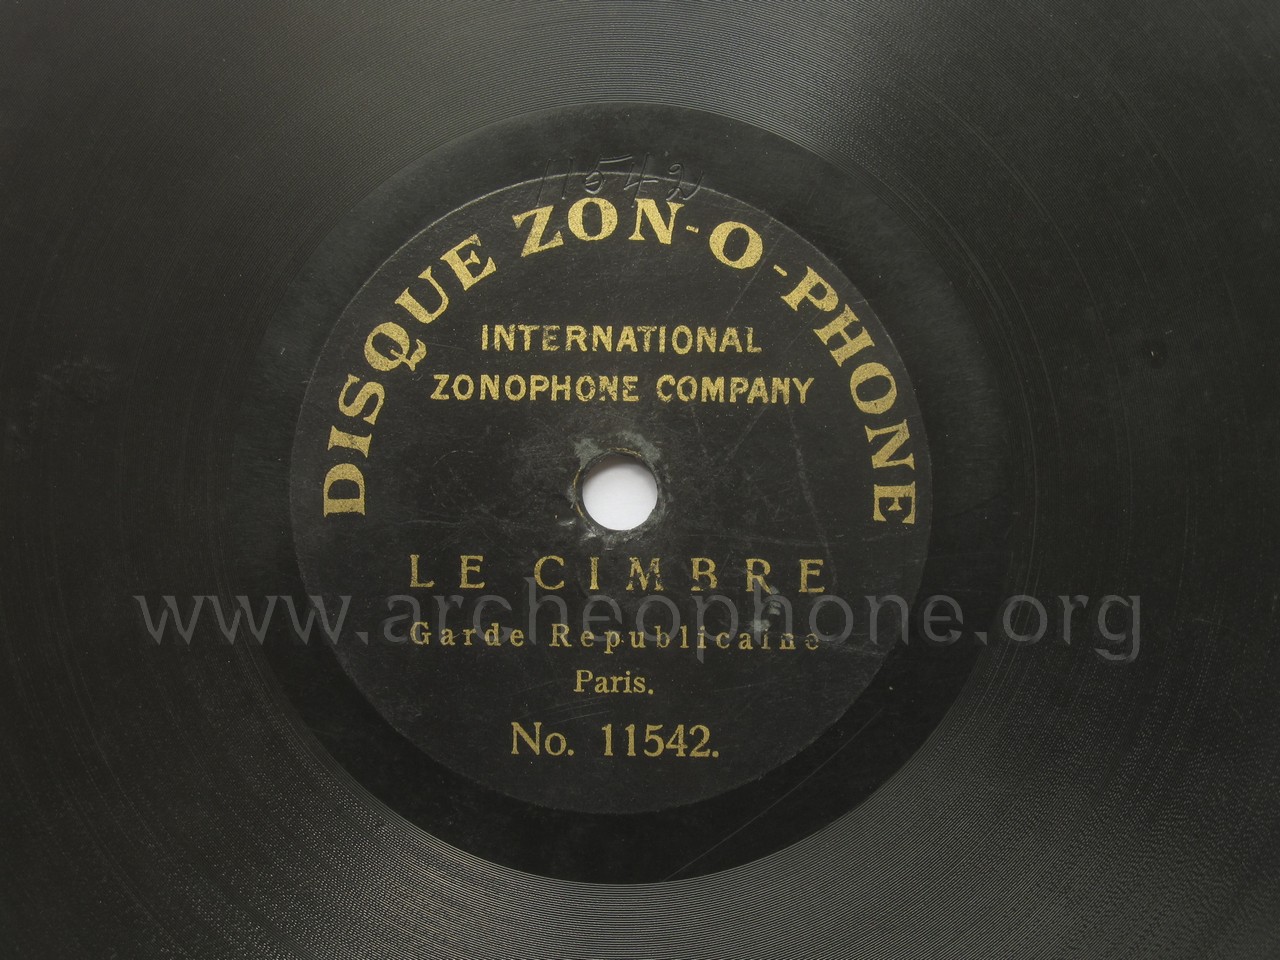 11542
DISQUE ZON-O-PHONE
INTERNATIONAL
ZONOPHONE COMPANY
LE CIMBRE
www.archeophone.org
Garde Republicaine
Paris.
No. 11542.